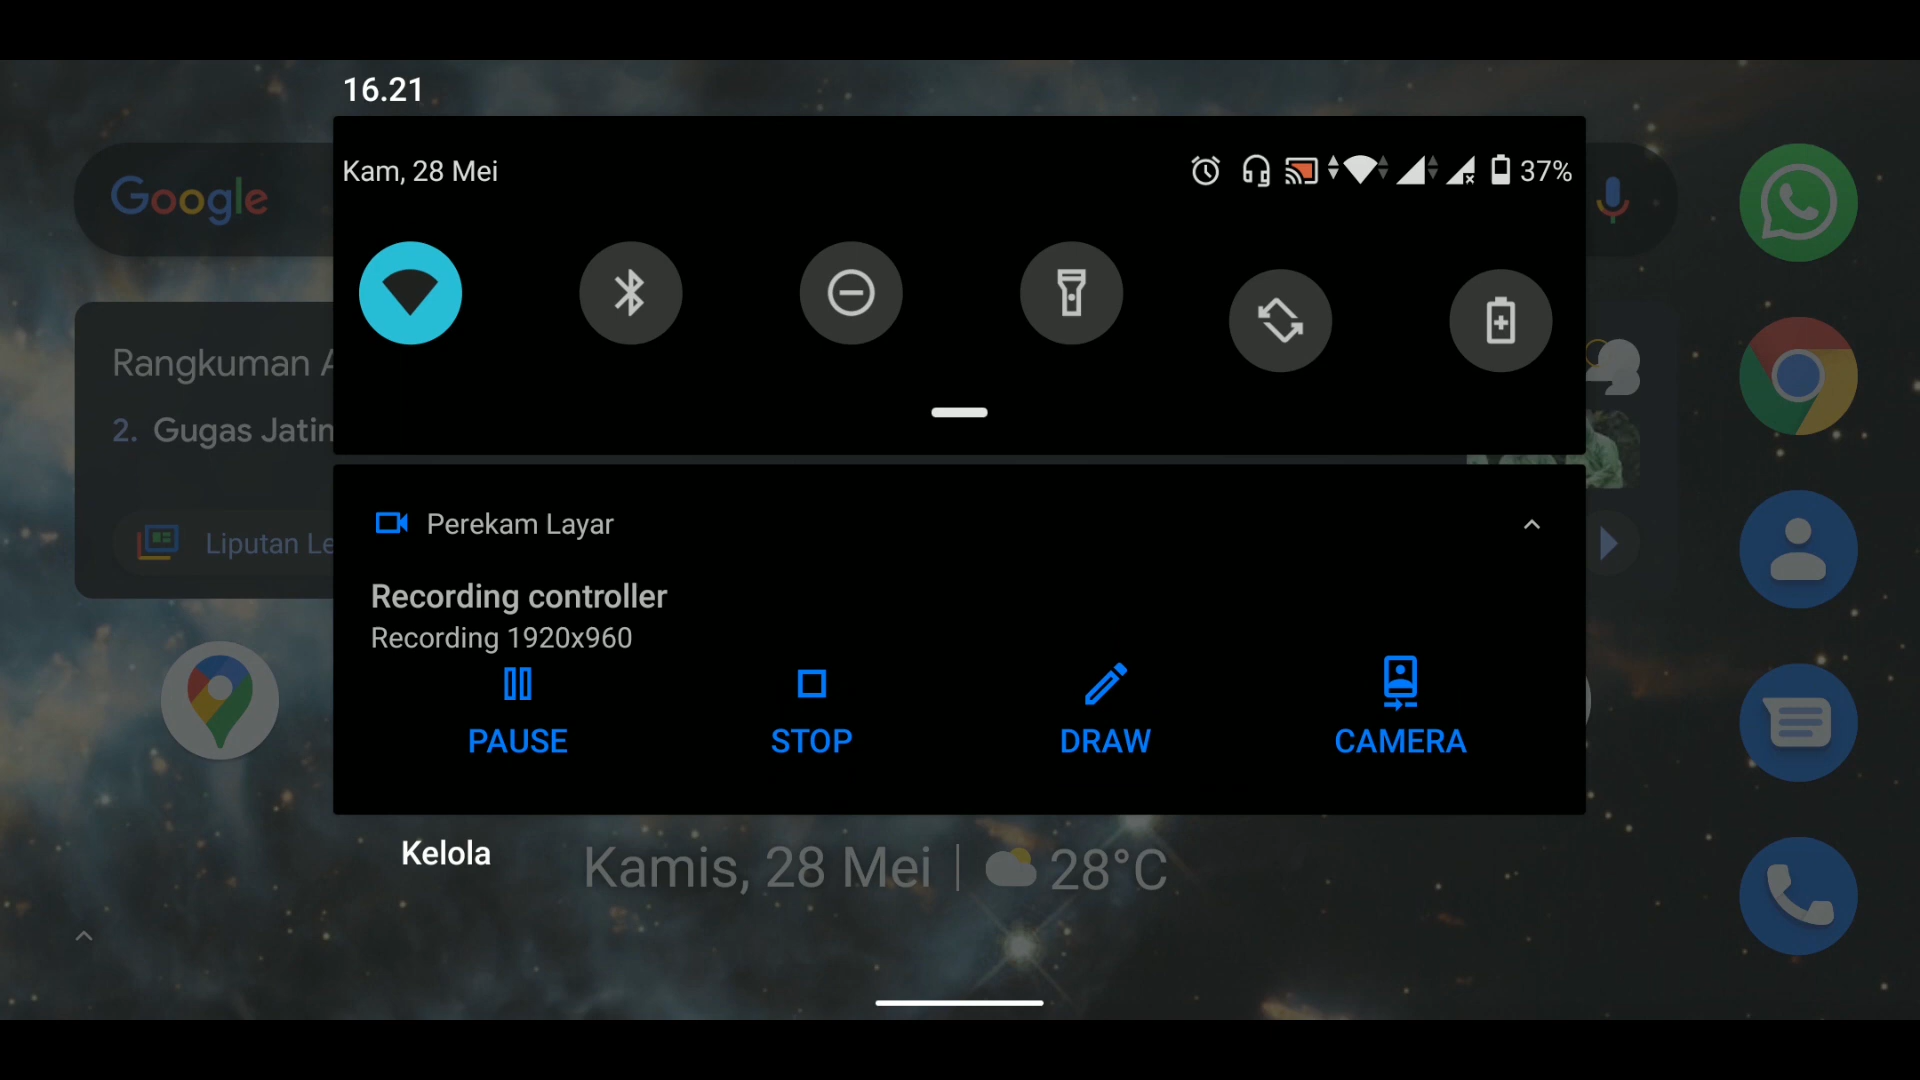 16.21
Kam, 28 Mei
37%
Google
Rangkuman A
2. Gugas Jatim
Liputan Le
Perekam Layar
Recording controller
Recording 1920x960
PAUSE
STOP
DRAW
CAMERA
Kelola
Kamis, 28 Mei | 28°C